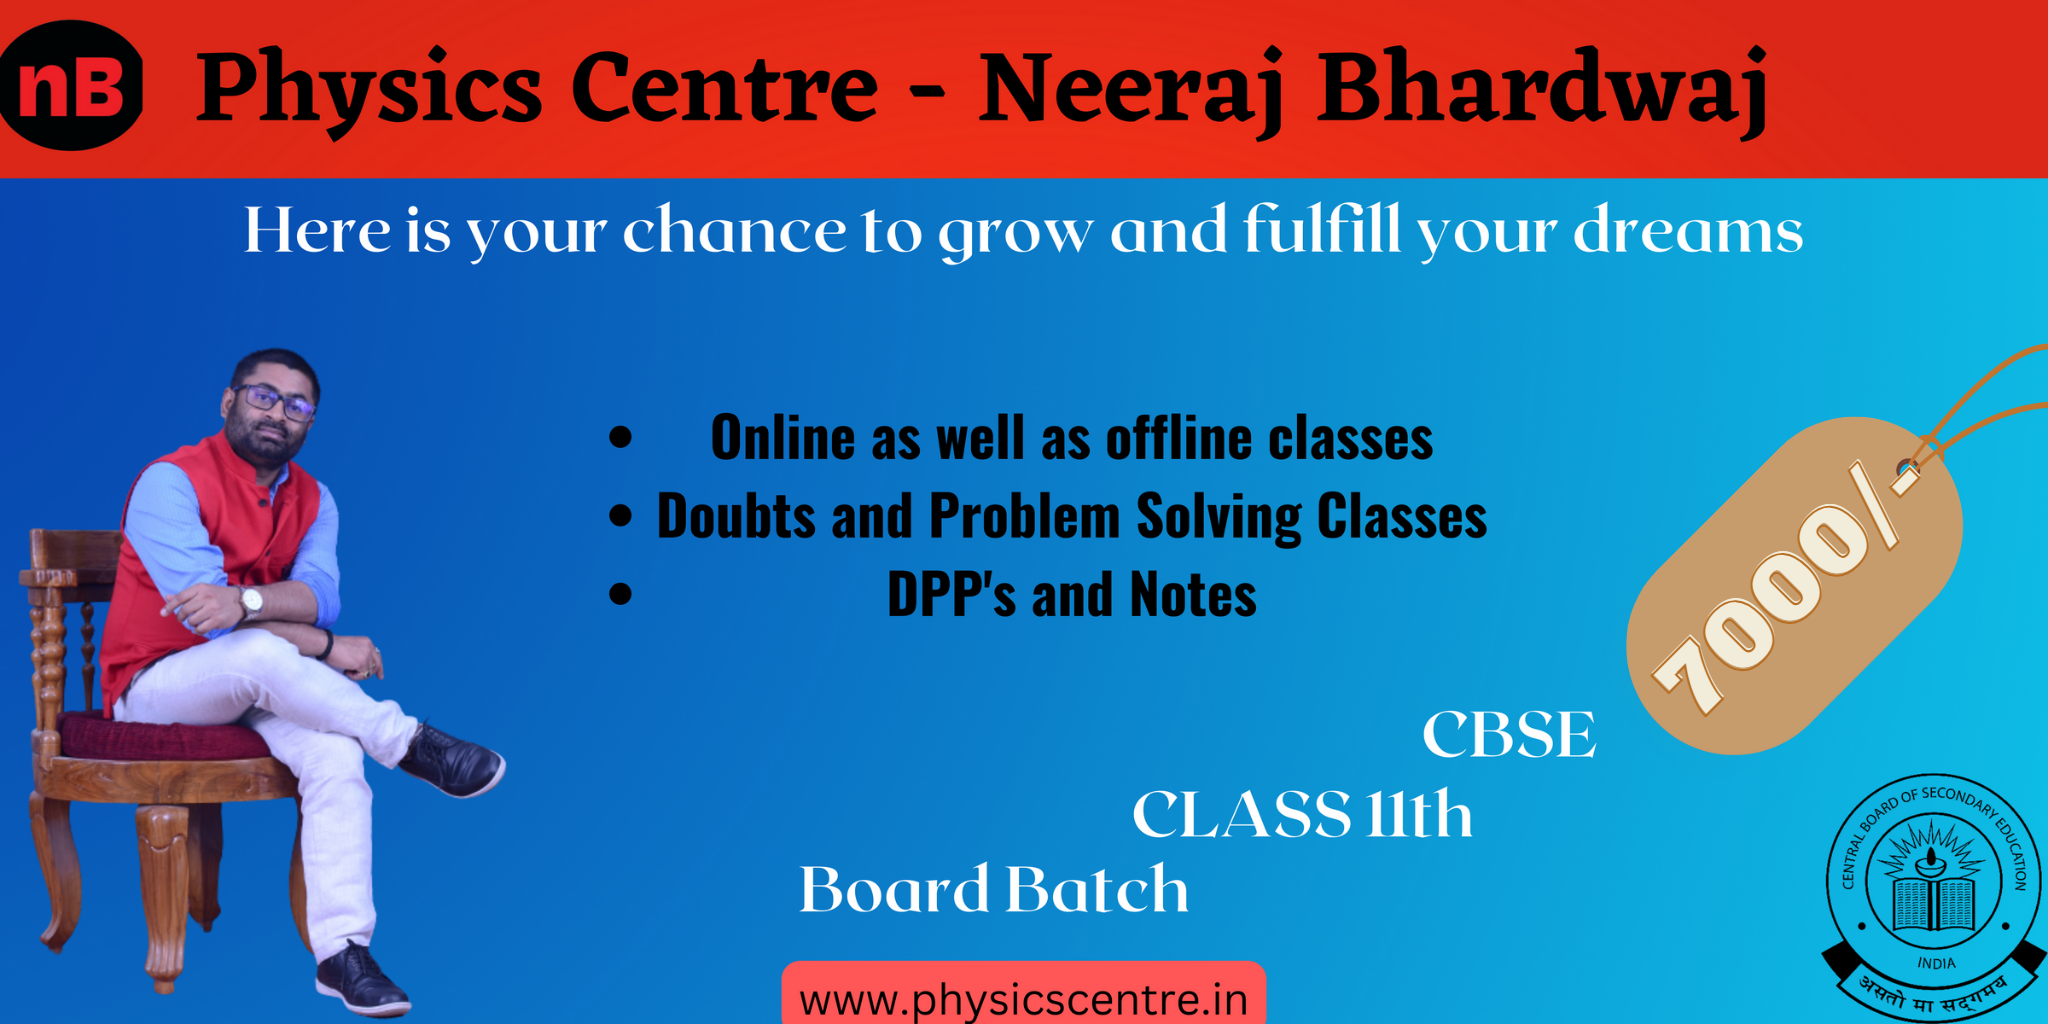 nB
Physics Centre - Neeraj Bhardwaj
Here is your chance to grow and fulfill your dreams
• Online as well as offline classes
• Doubts and Problem Solving Classes
• DPP's and Notes
7000/-
CBSE
CLASS 11th
Board Batch
CENTRAL BOARD OF SECONDARY EDUCATION
INDIA
असतो मा सद्गमय
www.physicscentre.in